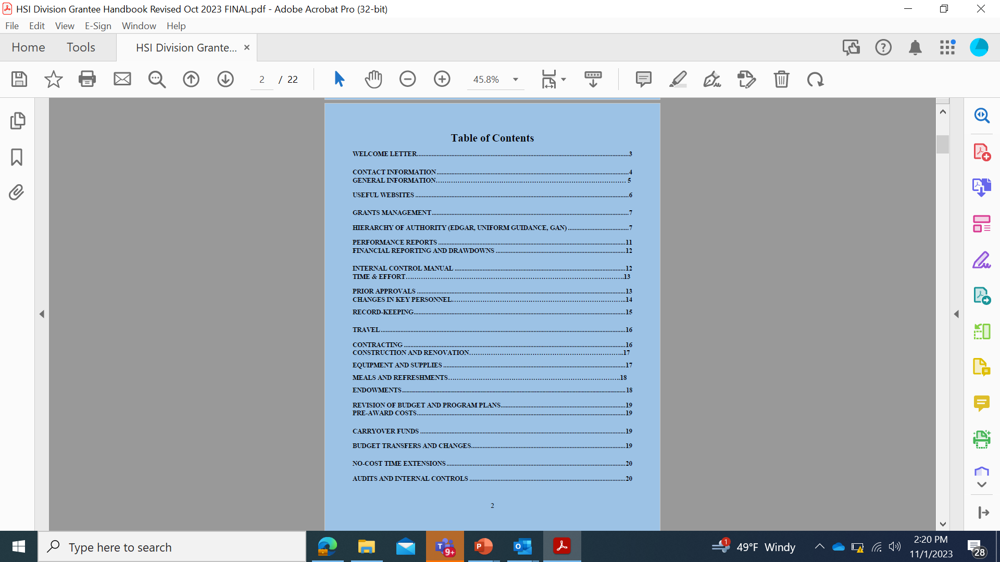 HSI Division Grantee Handbook Revised Oct 2023 FINAL.pdf - Adobe Acrobat Pro (32-bit)
File Edit View E-Sign Window Help
Home Tools HSI Division Grante... ×
2 / 22 45.8%
Table of Contents
WELCOME LETTER....................3
CONTACT INFORMATION....................4
GENERAL INFORMATION.................... 5
USEFUL WEBSITES....................6
GRANTS MANAGEMENT....................7
HIERARCHY OF AUTHORITY (EDGAR, UNIFORM GUIDANCE, GAN)....................7
PERFORMANCE REPORTS....................11
FINANCIAL REPORTING AND DRAWDOWNS....................12
INTERNAL CONTROL MANUAL....................12
TIME & EFFORT....................13
PRIOR APPROVALS....................13
CHANGES IN KEY PERSONNEL....................14
RECORD-KEEPING....................15
TRAVEL....................16
CONTRACTING....................16
CONSTRUCTION AND RENOVATION....................17
EQUIPMENT AND SUPPLIES....................17
MEALS AND REFRESHMENTS....................18
ENDOWMENTS....................18
REVISION OF BUDGET AND PROGRAM PLANS....................19
PRE-AWARD COSTS....................19
CARRYOVER FUNDS....................19
BUDGET TRANSFERS AND CHANGES....................19
NO-COST TIME EXTENSIONS....................20
AUDITS AND INTERNAL CONTROLS....................20
2
Type here to search
T 9+
P
O
1
49°F Windy
2:20 PM
11/1/2023
28